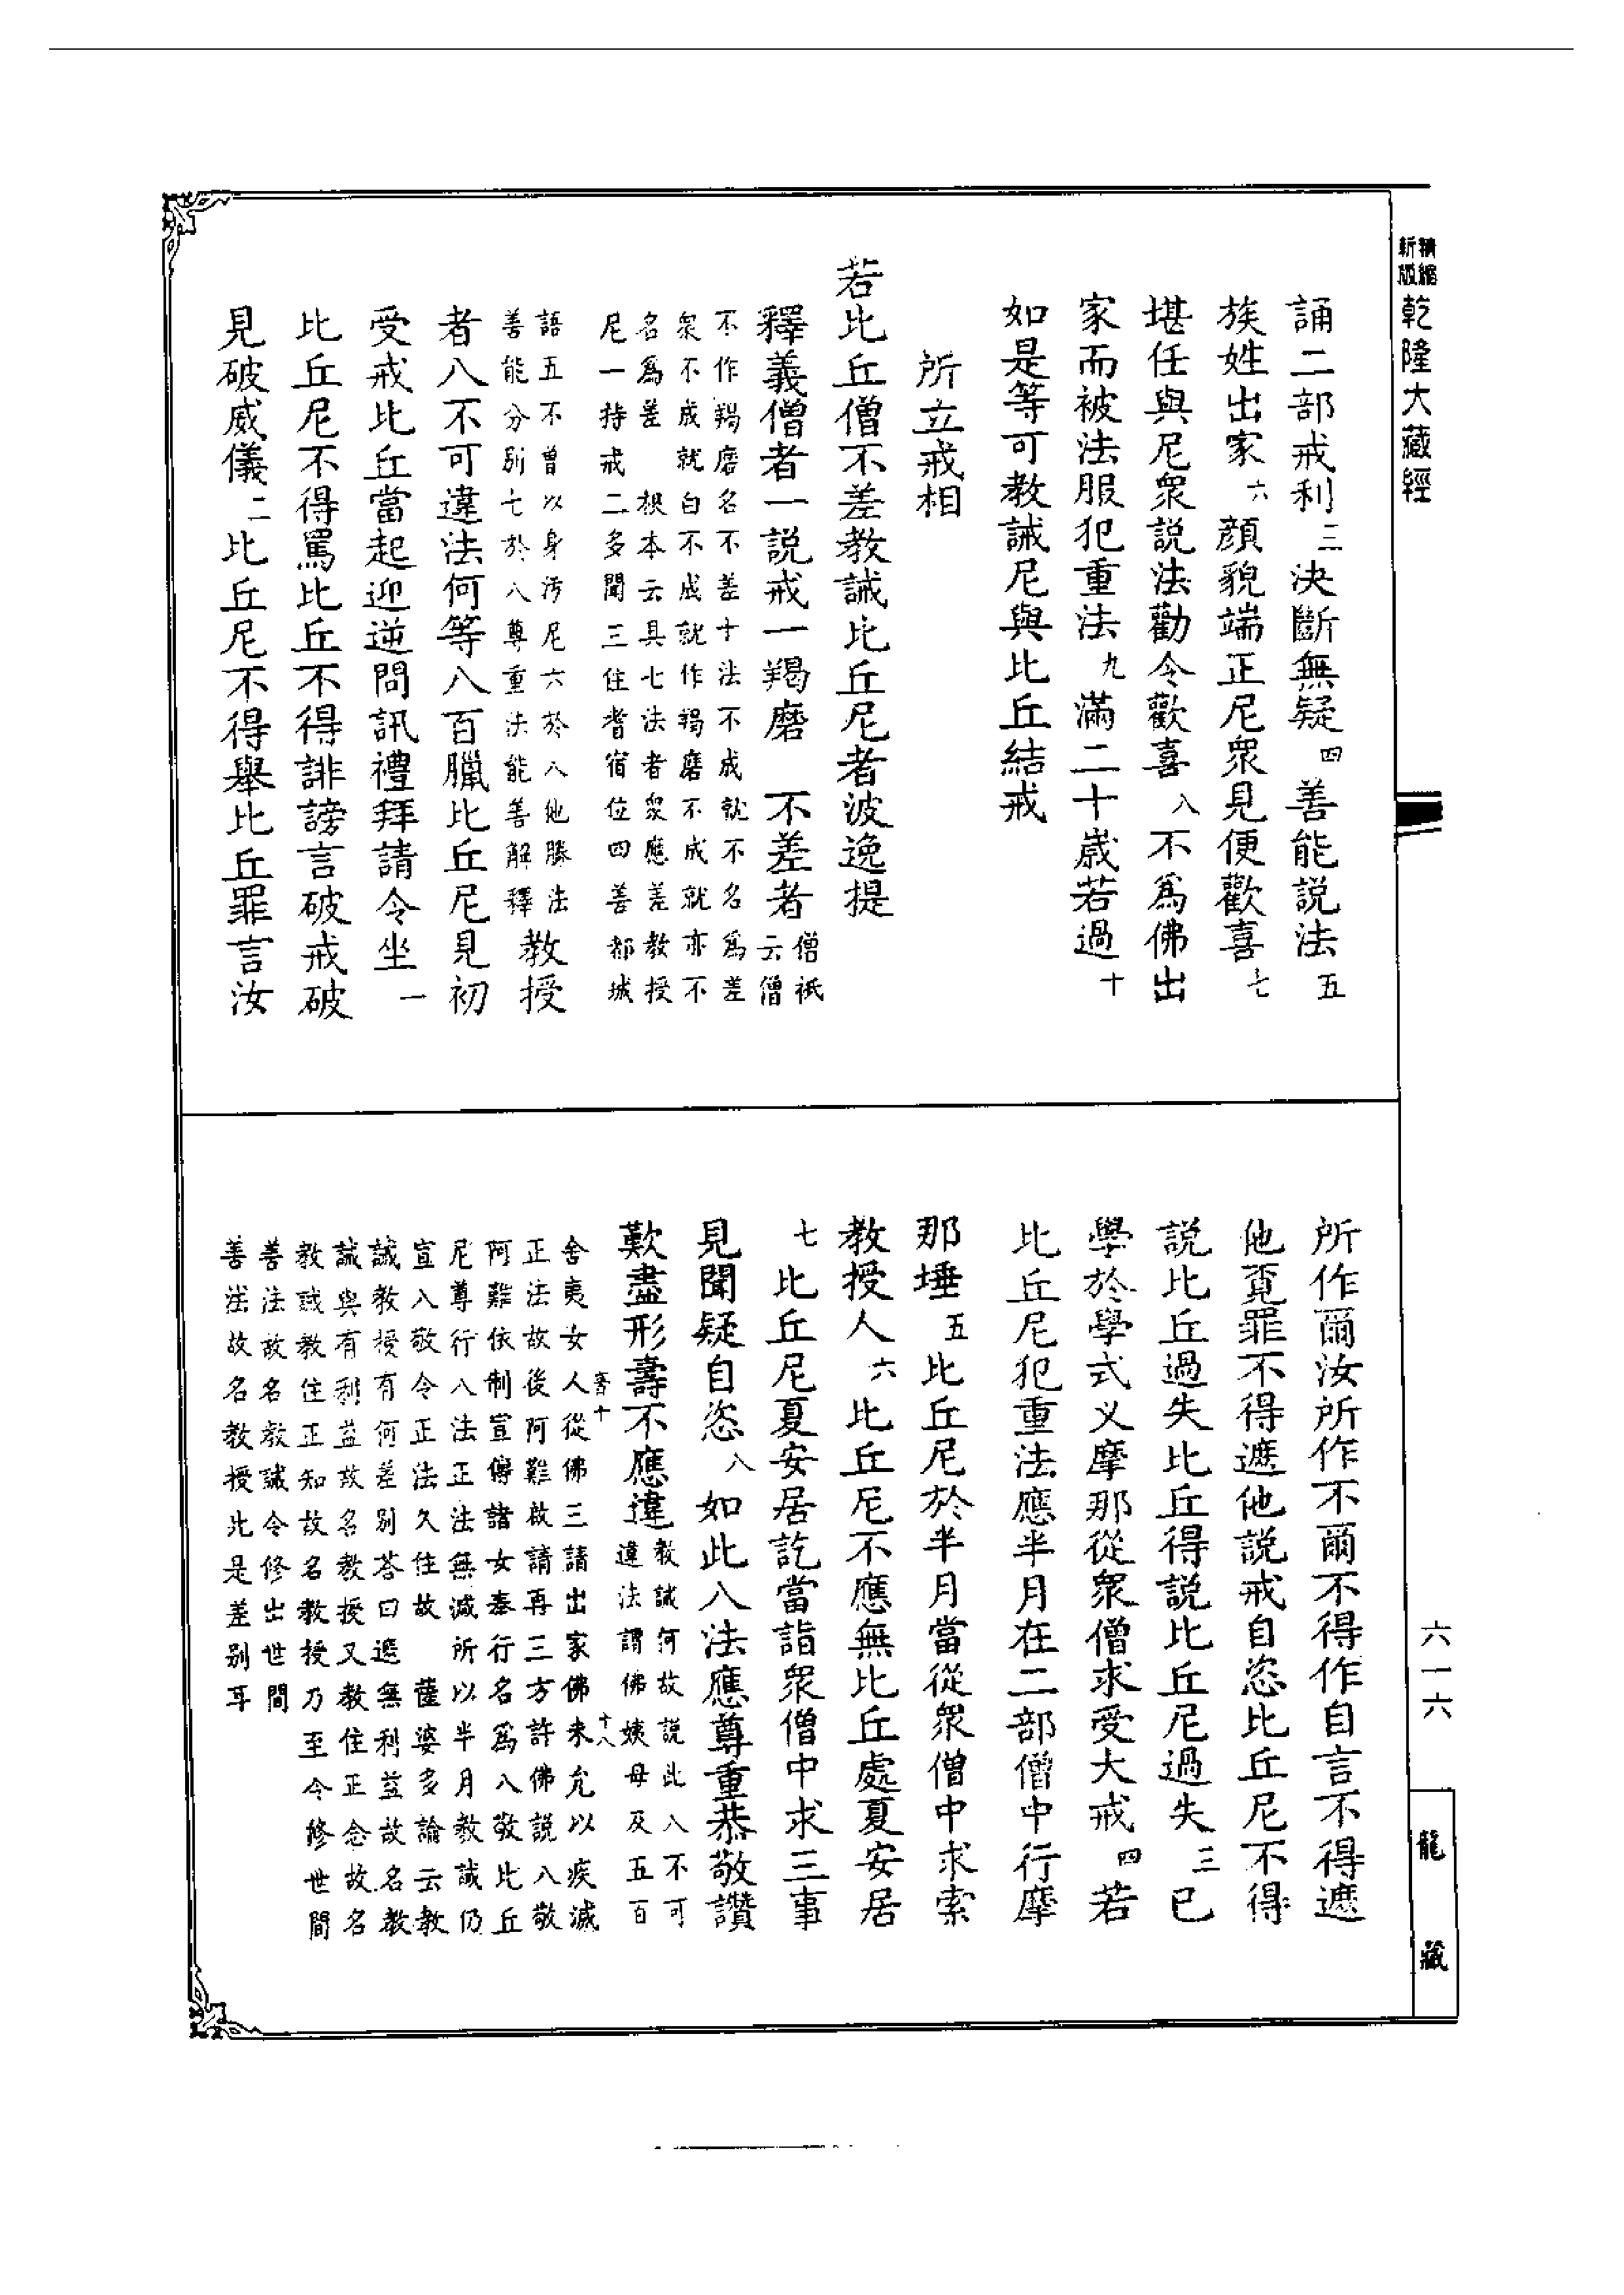 精縮
新版
乾隆大藏經
誦二部戒利三決斷無疑四善能說法五
族姓出家六顏貌端正尼衆見便歡喜七
堪任與尼衆說法勸令歡喜八不爲佛出
家而被法服犯重法九滿二十歲若過十
如是等可教誡尼與比丘結戒
所立戒相
若比丘僧不差教誡比丘尼者波逸提
釋義僧者一說戒一羯磨 不差者僧祇
云僧
不作羯磨名不差十法不成就不名爲差
衆不成就白不成就作羯磨不成就亦不
名爲差 根本云具七法者衆應差教授
尼一持戒二多聞三住耆宿位四善都城
語五不曾以身污尼六於八他勝法
善能分別七於八尊重法能善解釋
教授
者八不可違法何等八百臘比丘尼見初
受戒比丘當起迎逆問訊禮拜請令坐一
比丘尼不得罵比丘不得誹謗言破戒破
見破威儀二比丘尼不得舉比丘罪言汝
所作爾汝所作不爾不得作自言不得遮
他覓罪不得遮他說戒自恣比丘尼不得
說比丘過失比丘得說比丘尼過失三已
學於學式义摩那從衆僧求受大戒四若
比丘尼犯重法應半月在二部僧中行摩
那埵五比丘尼於半月當從衆僧中求索
教授人六比丘尼不應無比丘處夏安居
七比丘尼夏安居訖當詣衆僧中求三事
見聞疑自恣八如此八法應尊重恭敬讚
歎盡形壽不應違教誡何故說此八不可
違法謂佛姨母及五百
舍夷女人從佛三請出家佛未允以疾滅
正法故後阿難啟請再三方許佛說八敬
阿難依制宣傳諸女奉行名爲八敬比丘
尼尊行八法正法無減所以半月教誡仍
宣八敬令正法久住故 薩婆多論云教
誡教授有何差別答曰遮無利益故名教
誡與有利益故名教授又教住正念故名
教誡教住正知故名教授乃至令修世間
善法故名教誡令修出世間
善法故名教授此是差別耳
十八
六一六
龍藏